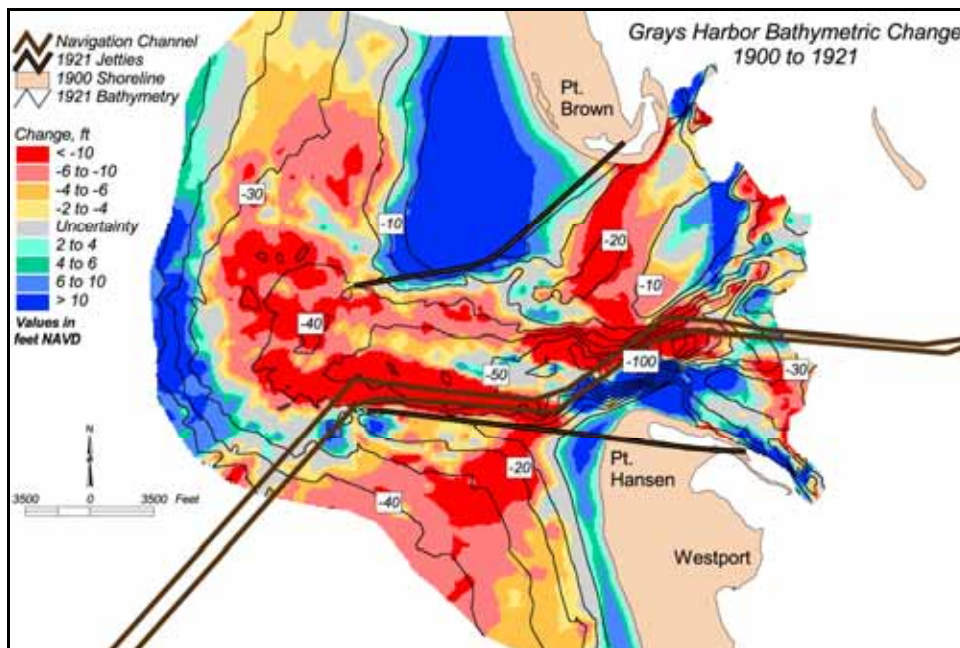 Grays Harbor Bathymetric Change
1900 to 1921
Navigation Channel
1921 Jetties
1900 Shoreline
1921 Bathymetry
Change, ft
< -10
-6 to -10
-4 to -6
-2 to -4
Uncertainty
2 to 4
4 to 6
6 to 10
> 10
Values in
feet NAVD
N
3500 0 3500 Feet
Pt.
Brown
-30
-10
-20
-10
-40
-50
-100
-30
-20
-40
Pt.
Hansen
Westport